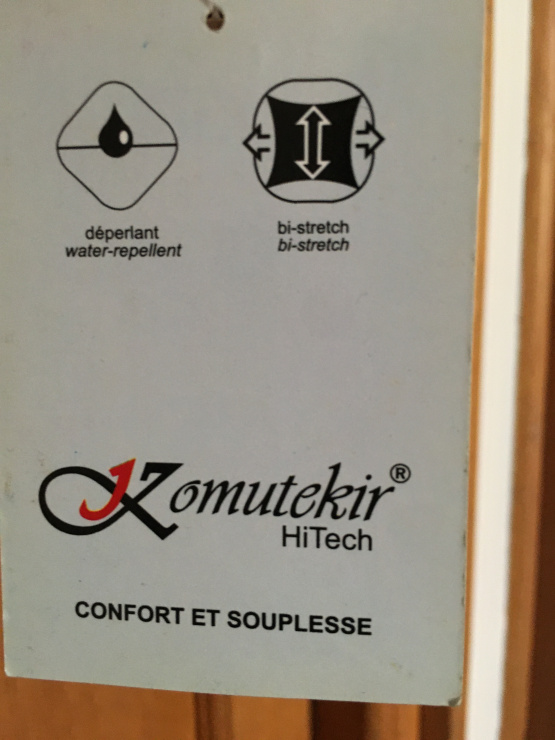 déperlant
water-repellent
bi-stretch
bi-stretch
Komutekir®
HiTech
CONFORT ET SOUPLESSE